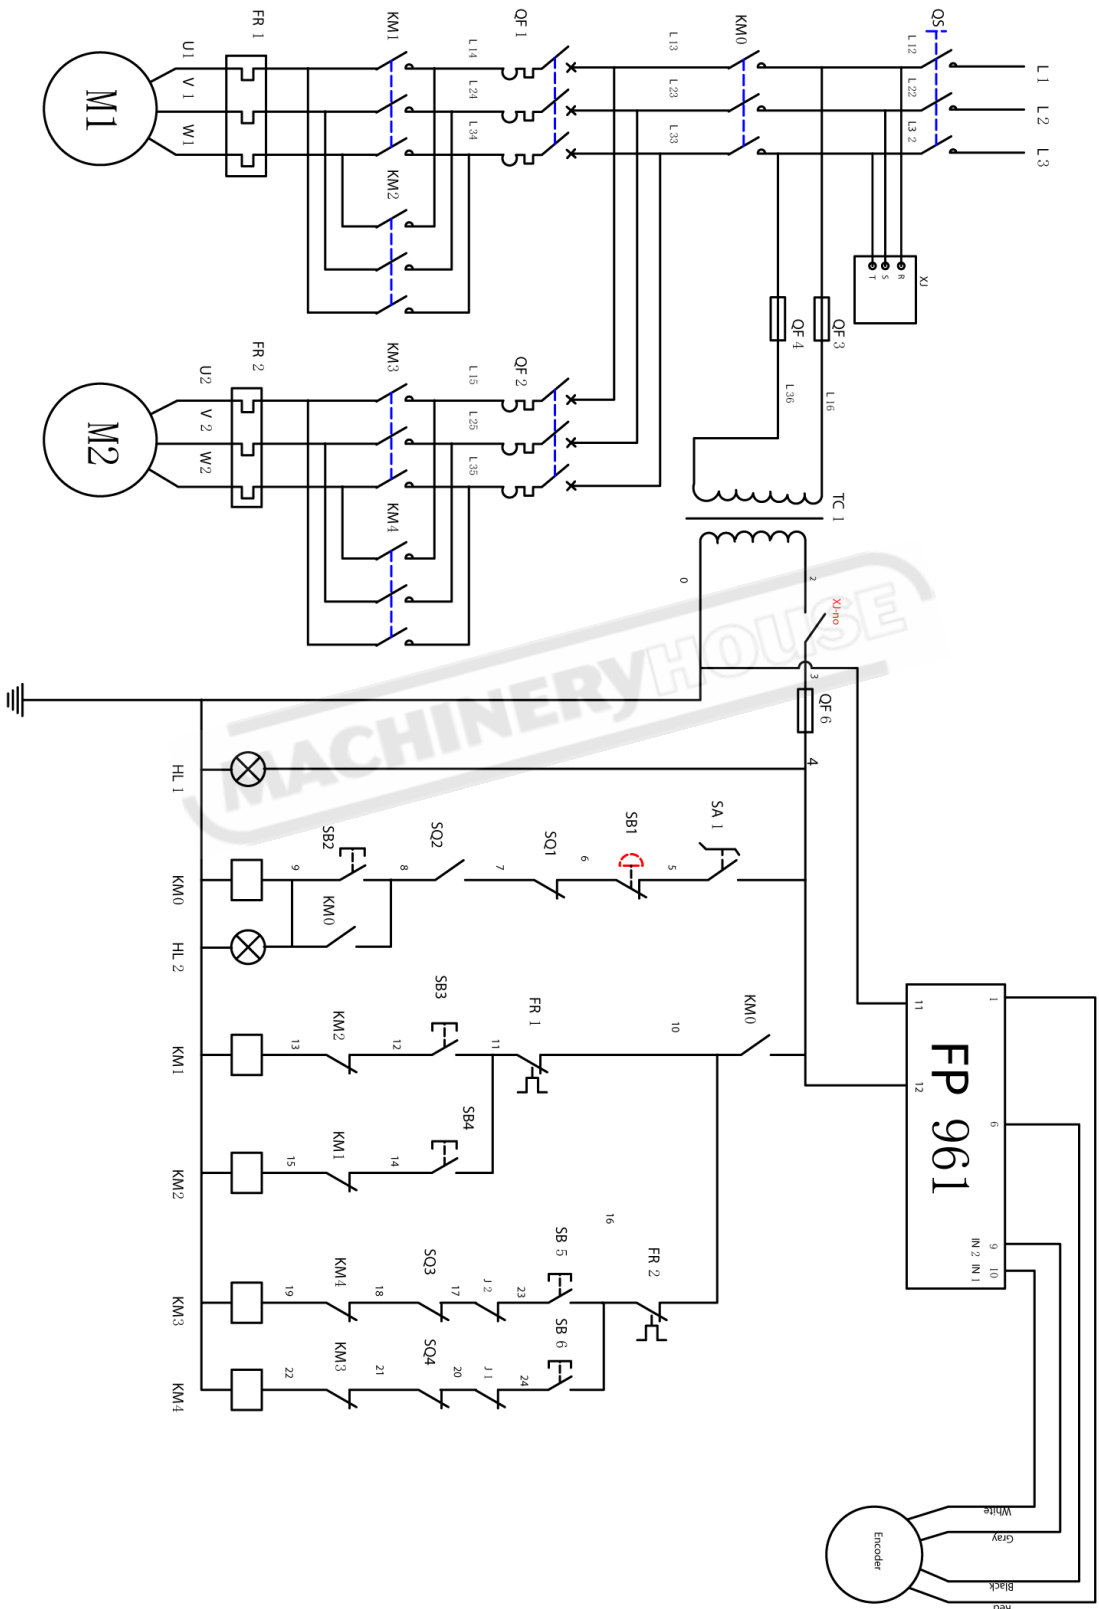 QS
L 1
L 2
L 3
L 12
L 22
L3 2
KM0
L 13
L 23
L 33
QF 1
L 14
L 24
L 34
KM1
KM2
FR 1
U1
V 1
W1
M1
XJ
R
S
T
QF 3
QF 4
L 16
L 36
QF 2
L 15
L 25
L 35
KM3
KM4
FR 2
U2
V 2
W2
M2
TC 1
0
2
XJ-no
3
QF 6
4
MACHINERYHOUSE
HL 1
SA 1
5
SB1
6
SQ1
7
SQ2
8
SB2
9
KM0
KM0
HL 2
KM0
10
FR 1
11
SB3
12
KM2
13
KM1
SB4
14
KM1
15
KM2
FR 2
16
SB 5
23
J 2
17
SQ3
18
KM4
19
KM3
SB 6
24
J 1
20
SQ4
21
KM3
22
KM4
FP 961
11
12
1
6
9
10
IN 2
IN 1
White
Gray
Black
Red
Encoder